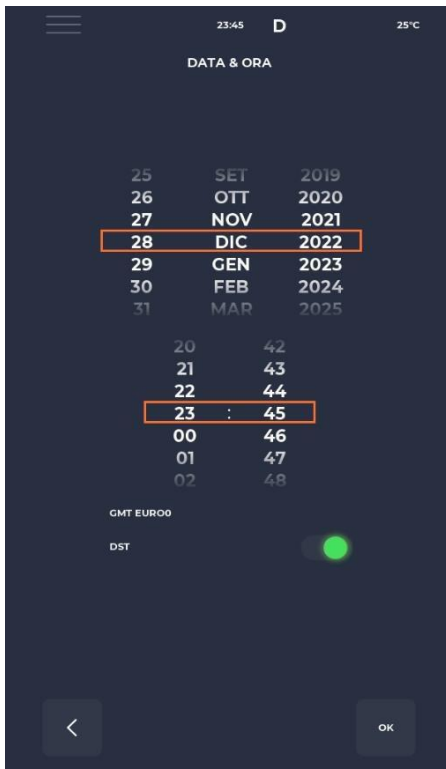 23:45 D 25°C
DATA & ORA
25 SET 2019
26 OTT 2020
27 NOV 2021
28 DIC 2022
29 GEN 2023
30 FEB 2024
31 MAR 2025
20 42
21 43
22 44
23 : 45
00 46
01 47
02 48
GMT EURO0
DST
OK